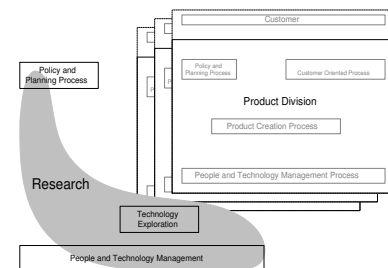 Customer
Policy and
Planning Process
Policy and
Planning Process
Customer Oriented Process
Product Division
Product Creation Process
People and Technology Management Process
Research
Technology
Exploration
People and Technology Management